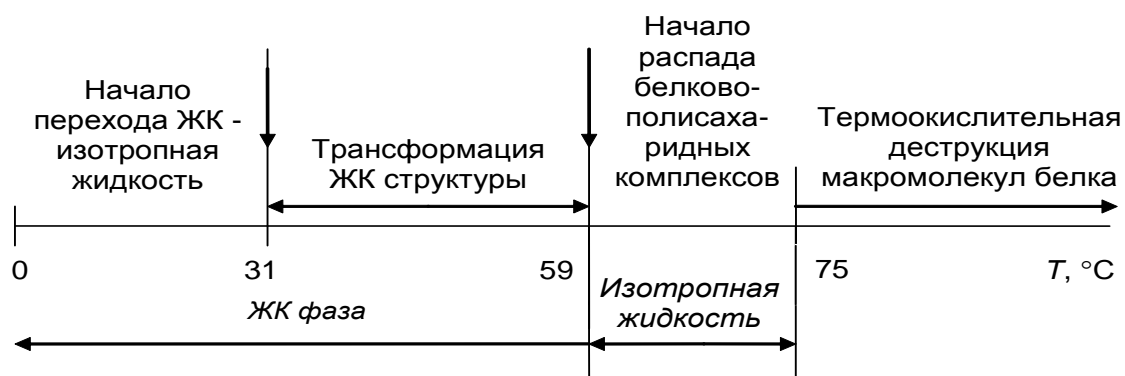 Начало
перехода ЖК -
изотропная
жидкость
Трансформация
ЖК структуры
Начало
распада
белково-
полисаха-
ридных
комплексов
Термоокислительная
деструкция
макромолекул белка
0
31
59
75
T, °C
ЖК фаза
Изотропная
жидкость